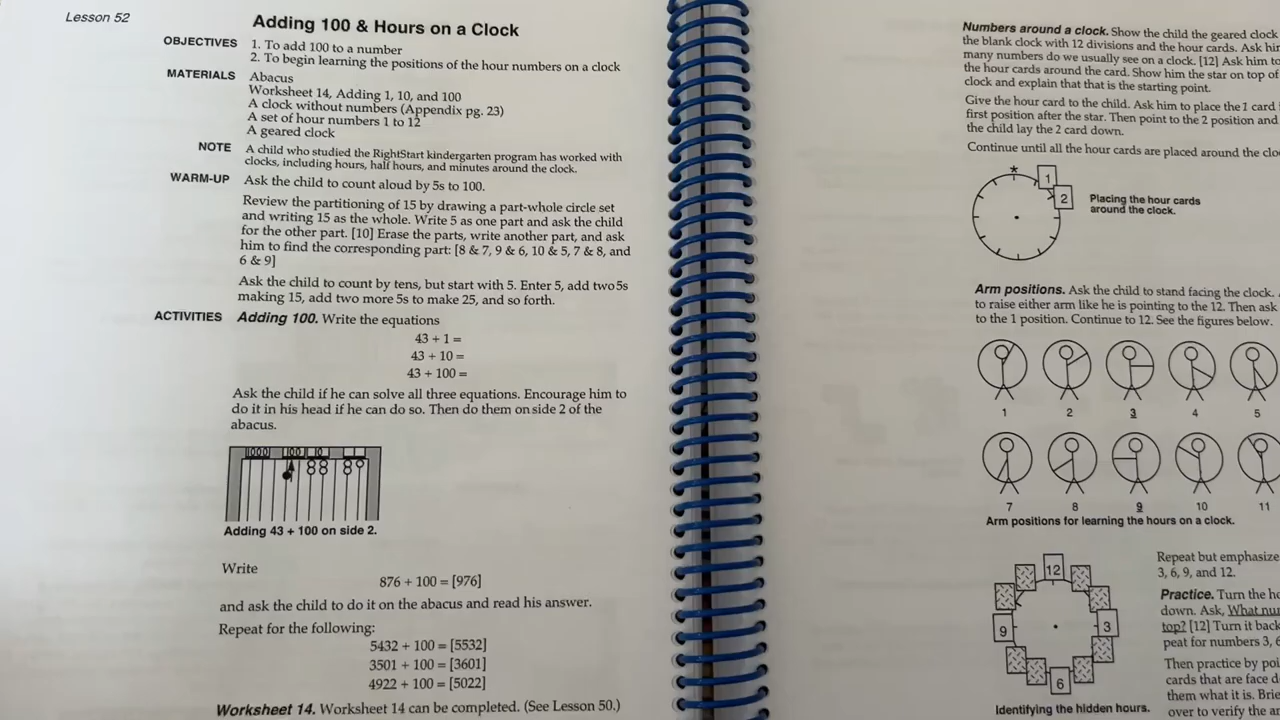 Lesson 52
Adding 100 & Hours on a Clock
OBJECTIVES 1. To add 100 to a number
2. To begin learning the positions of the hour numbers on a clock
MATERIALS Abacus
Worksheet 14, Adding 1, 10, and 100
A clock without numbers (Appendix pg. 23)
A set of hour numbers 1 to 12
A geared clock
NOTE A child who studied the RightStart kindergarten program has worked with
clocks, including hours, half hours, and minutes around the clock.
WARM-UP Ask the child to count aloud by 5s to 100.
Review the partitioning of 15 by drawing a part-whole circle set
and writing 15 as the whole. Write 5 as one part and ask the child
for the other part. [10] Erase the parts, write another part, and ask
him to find the corresponding part: [8 & 7, 9 & 6, 10 & 5, 7 & 8, and
6 & 9]
Ask the child to count by tens, but start with 5. Enter 5, add two 5s
making 15, add two more 5s to make 25, and so forth.
ACTIVITIES Adding 100. Write the equations
43 + 1 =
43 + 10 =
43 + 100 =
Ask the child if he can solve all three equations. Encourage him to
do it in his head if he can do so. Then do them on side 2 of the
abacus.
1000 100 10
Adding 43 + 100 on side 2.
Write
876 + 100 = [976]
and ask the child to do it on the abacus and read his answer.
Repeat for the following:
5432 + 100 = [5532]
3501 + 100 = [3601]
4922 + 100 = [5022]
Worksheet 14. Worksheet 14 can be completed. (See Lesson 50.)
Numbers around a clock. Show the child the geared clock
the blank clock with 12 divisions and the hour cards. Ask
many numbers do we usually see on a clock. [12] Ask him to
the hour cards around the card. Show him the star on top of
clock and explain that that is the starting point.
Give the hour card to the child. Ask him to place the 1 card
first position after the star. Then point to the 2 position and
the child lay the 2 card down.
Continue until all the hour cards are placed around the
* 1
2
Placing the hour cards
around the clock.
Arm positions. Ask the child to stand facing the clock.
to raise either arm like he is pointing to the 12. Then ask
to the 1 position. Continue to 12. See the figures below.
1 2 3 4 5
7 8 9 10 11
Arm positions for learning the hours on a clock.
12
9 3
6
Identifying the hidden hours.
Repeat but emphasize
3, 6, 9, and 12.
Practice. Turn the
down. Ask, What
top? [12] Turn it back
peat for numbers 3,
Then practice by
cards that are face
them what it is.
over to verify the